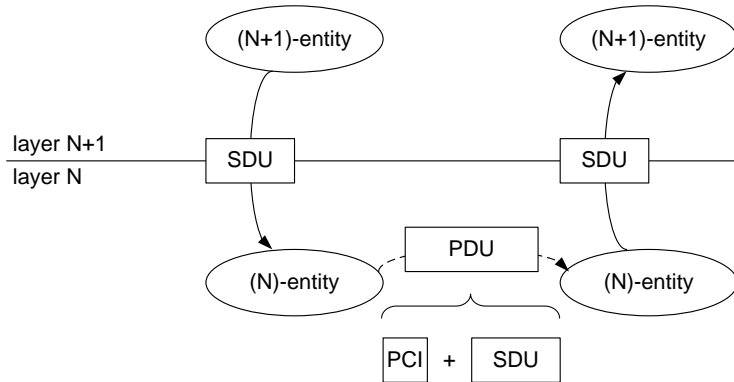 (N+1)-entity (N+1)-entity
layer N+1
SDU SDU
layer N
PDU
(N)-entity (N)-entity
PCI + SDU